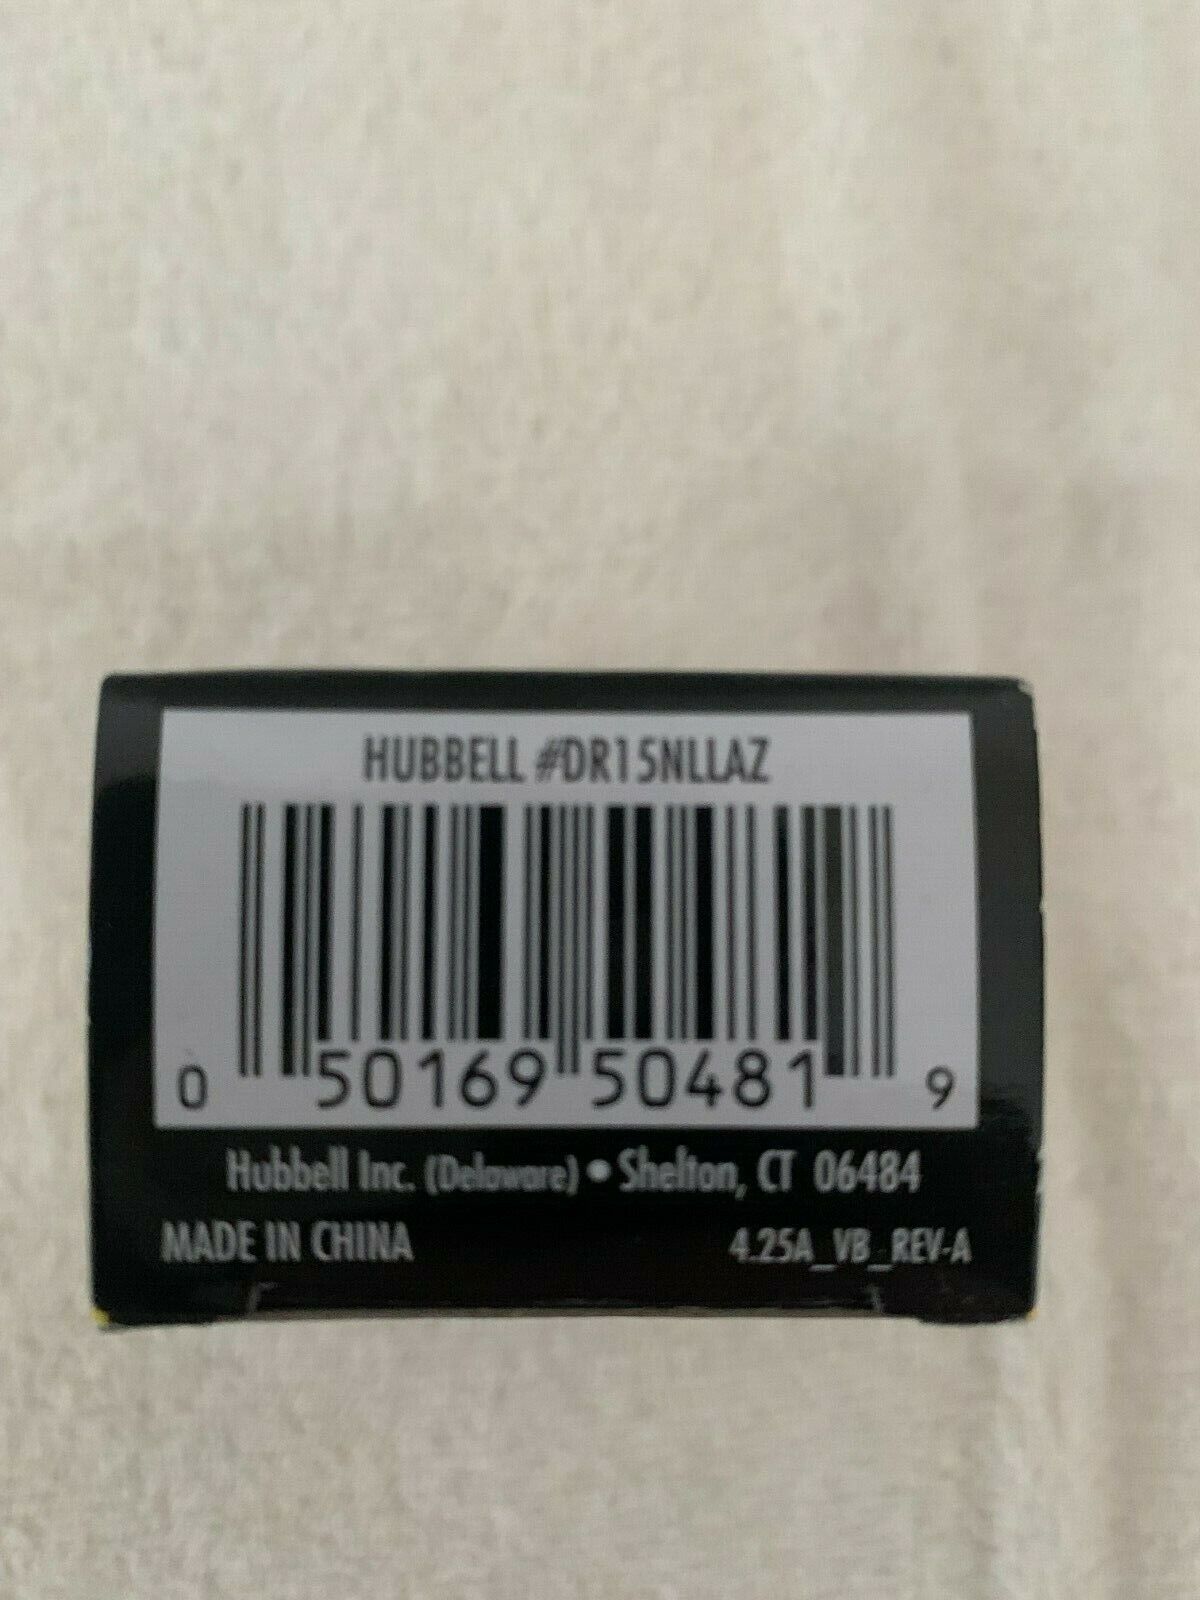 HUBBELL #DR15NLLAZ
0 50169 50481 9
Hubbell Inc. (Delaware) • Shelton, CT 06484
MADE IN CHINA 4.25A_VB_REV-A